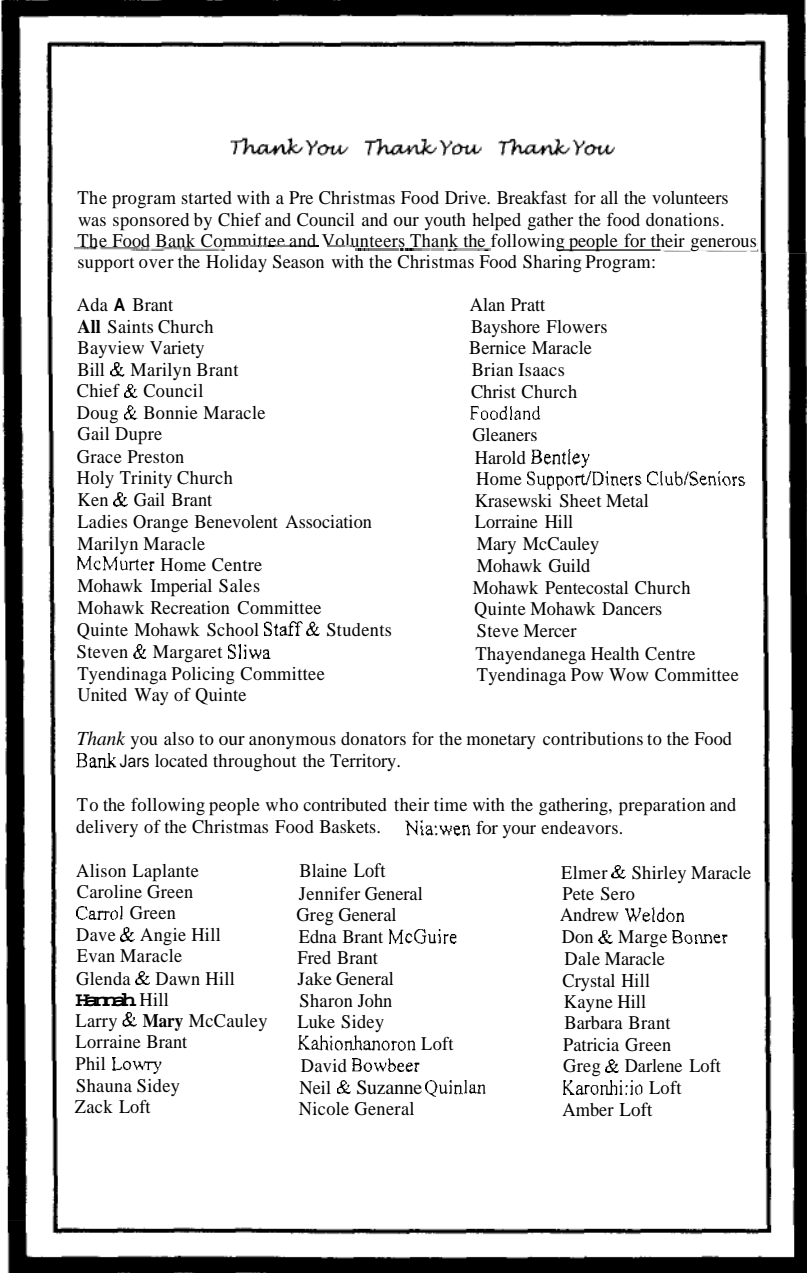 Thank You Thank You Thank You
The program started with a Pre Christmas Food Drive. Breakfast for all the volunteers
was sponsored by Chief and Council and our youth helped gather the food donations.
The Food Bank Committee and Volunteers Thank the following people for their generous
support over the Holiday Season with the Christmas Food Sharing Program:
Ada A Brant
All Saints Church
Bayview Variety
Bill & Marilyn Brant
Chief & Council
Doug & Bonnie Maracle
Gail Dupre
Grace Preston
Holy Trinity Church
Ken & Gail Brant
Ladies Orange Benevolent Association
Marilyn Maracle
McMurter Home Centre
Mohawk Imperial Sales
Mohawk Recreation Committee
Quinte Mohawk School Staff & Students
Steven & Margaret Sliwa
Tyendinaga Policing Committee
United Way of Quinte
Alan Pratt
Bayshore Flowers
Bernice Maracle
Brian Isaacs
Christ Church
Foodland
Gleaners
Harold Bentley
Home Support/Diners Club/Seniors
Krasewski Sheet Metal
Lorraine Hill
Mary McCauley
Mohawk Guild
Mohawk Pentecostal Church
Quinte Mohawk Dancers
Steve Mercer
Thayendanega Health Centre
Tyendinaga Pow Wow Committee
Thank you also to our anonymous donators for the monetary contributions to the Food
Bank Jars located throughout the Territory.
To the following people who contributed their time with the gathering, preparation and
delivery of the Christmas Food Baskets. Nia:wen for your endeavors.
Alison Laplante
Caroline Green
Carrol Green
Dave & Angie Hill
Evan Maracle
Glenda & Dawn Hill
Hannah Hill
Larry & Mary McCauley
Lorraine Brant
Phil Lowry
Shauna Sidey
Zack Loft
Blaine Loft
Jennifer General
Greg General
Edna Brant McGuire
Fred Brant
Jake General
Sharon John
Luke Sidey
Kahionhanoron Loft
David Bowbeer
Neil & Suzanne Quinlan
Nicole General
Elmer & Shirley Maracle
Pete Sero
Andrew Weldon
Don & Marge Bonner
Dale Maracle
Crystal Hill
Kayne Hill
Barbara Brant
Patricia Green
Greg & Darlene Loft
Karonhi:io Loft
Amber Loft